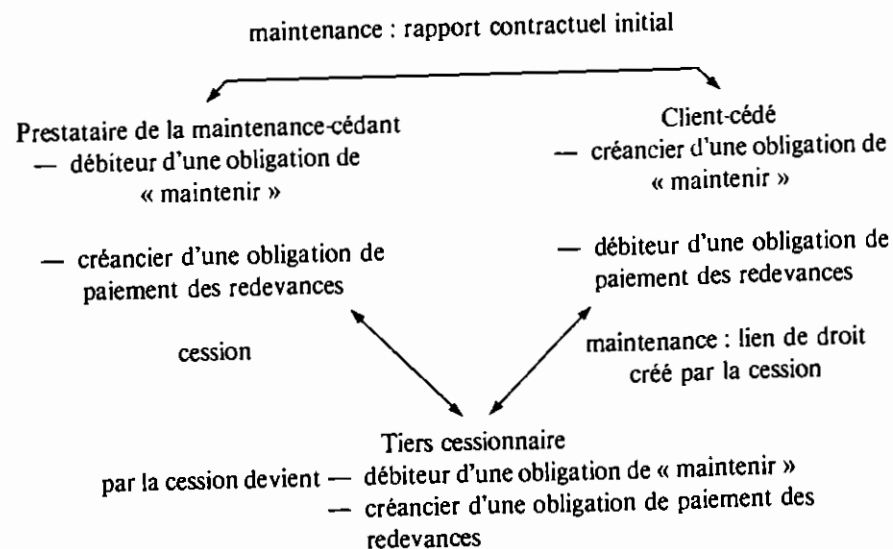 maintenance : rapport contractuel initial
Prestataire de la maintenance-cédant
— débiteur d'une obligation de
« maintenir »
— créancier d'une obligation de
paiement des redevances
Client-cédé
— créancier d'une obligation de
« maintenir »
— débiteur d'une obligation de
paiement des redevances
cession
maintenance : lien de droit
créé par la cession
Tiers cessionnaire
par la cession devient — débiteur d'une obligation de « maintenir »
— créancier d'une obligation de paiement des
redevances